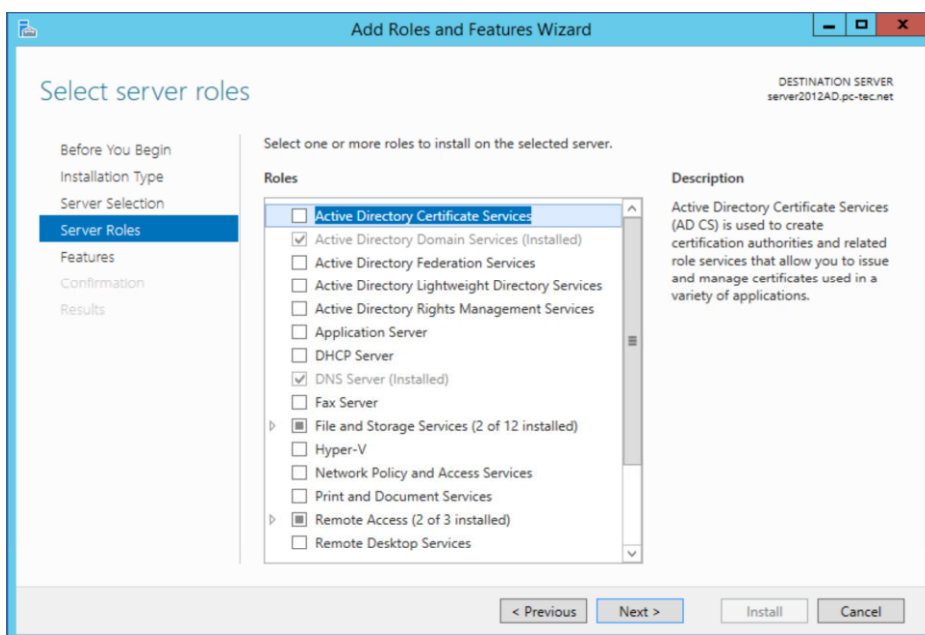 Add Roles and Features Wizard
Select server roles
DESTINATION SERVER
server2012AD.pc-tec.net
Before You Begin
Installation Type
Server Selection
Server Roles
Features
Confirmation
Results
Select one or more roles to install on the selected server.
Roles
Active Directory Certificate Services
Active Directory Domain Services (Installed)
Active Directory Federation Services
Active Directory Lightweight Directory Services
Active Directory Rights Management Services
Application Server
DHCP Server
DNS Server (Installed)
Fax Server
File and Storage Services (2 of 12 installed)
Hyper-V
Network Policy and Access Services
Print and Document Services
Remote Access (2 of 3 installed)
Remote Desktop Services
Description
Active Directory Certificate Services
(AD CS) is used to create
certification authorities and related
role services that allow you to issue
and manage certificates used in a
variety of applications.
< Previous
Next >
Install
Cancel